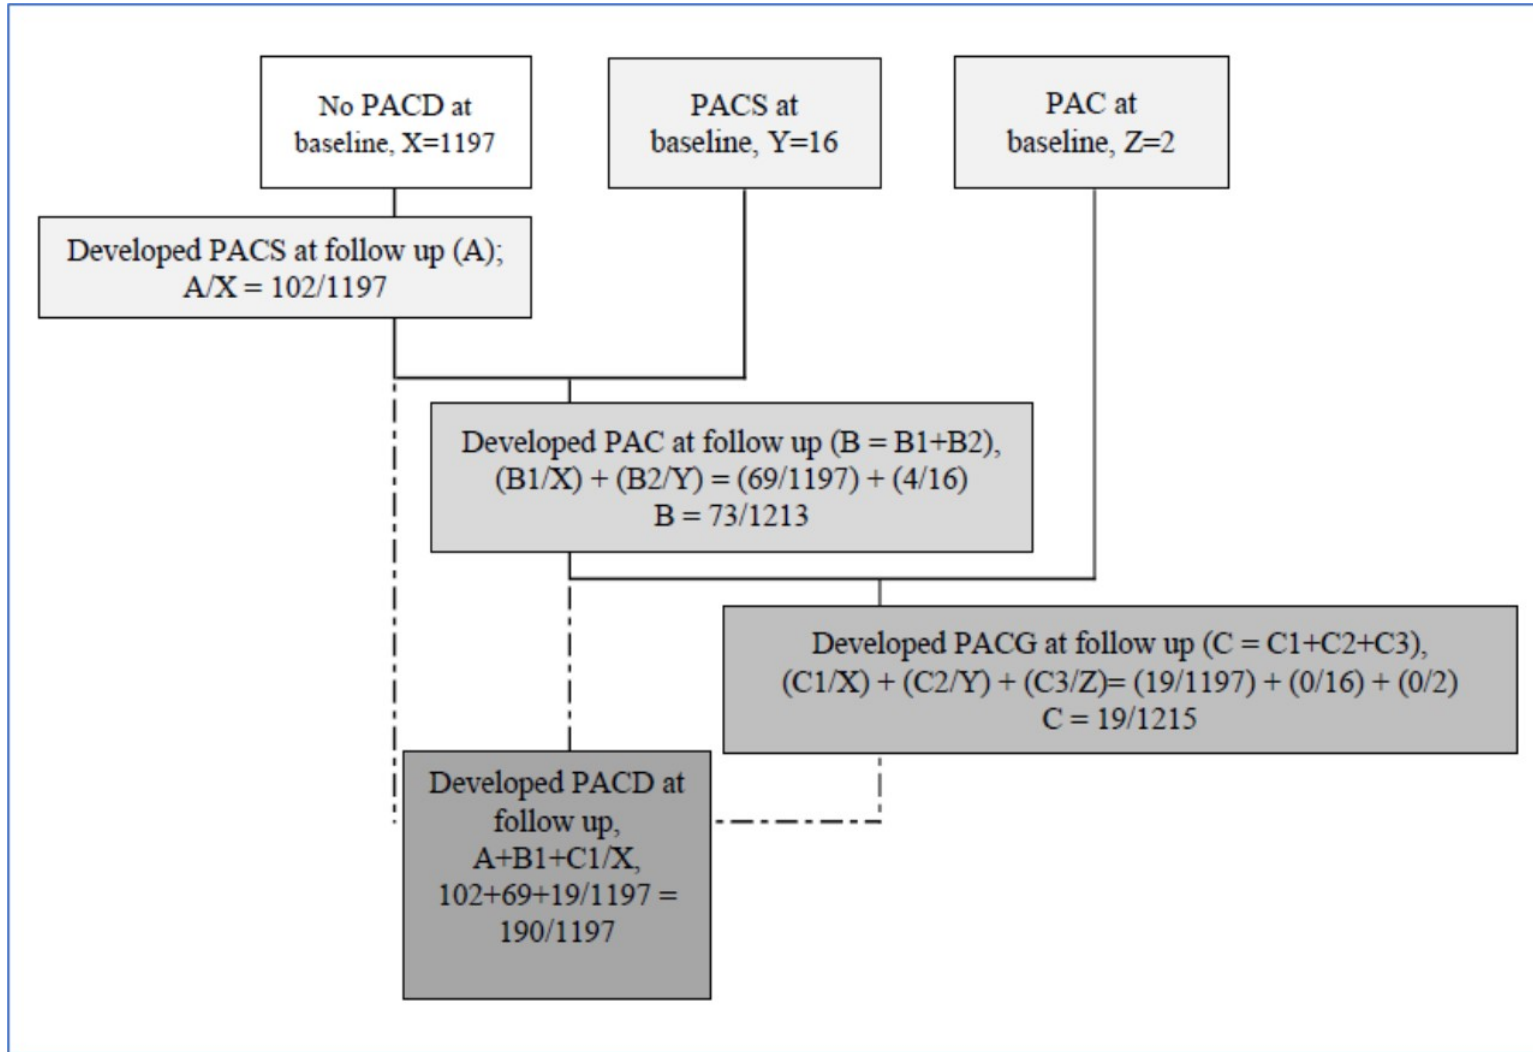 No PACD at
baseline, X=1197
PACS at
baseline, Y=16
PAC at
baseline, Z=2
Developed PACS at follow up (A);
A/X = 102/1197
Developed PAC at follow up (B = B1+B2),
(B1/X) + (B2/Y) = (69/1197) + (4/16)
B = 73/1213
Developed PACG at follow up (C = C1+C2+C3),
(C1/X) + (C2/Y) + (C3/Z)= (19/1197) + (0/16) + (0/2)
C = 19/1215
Developed PACD at
follow up,
A+B1+C1/X,
102+69+19/1197 =
190/1197